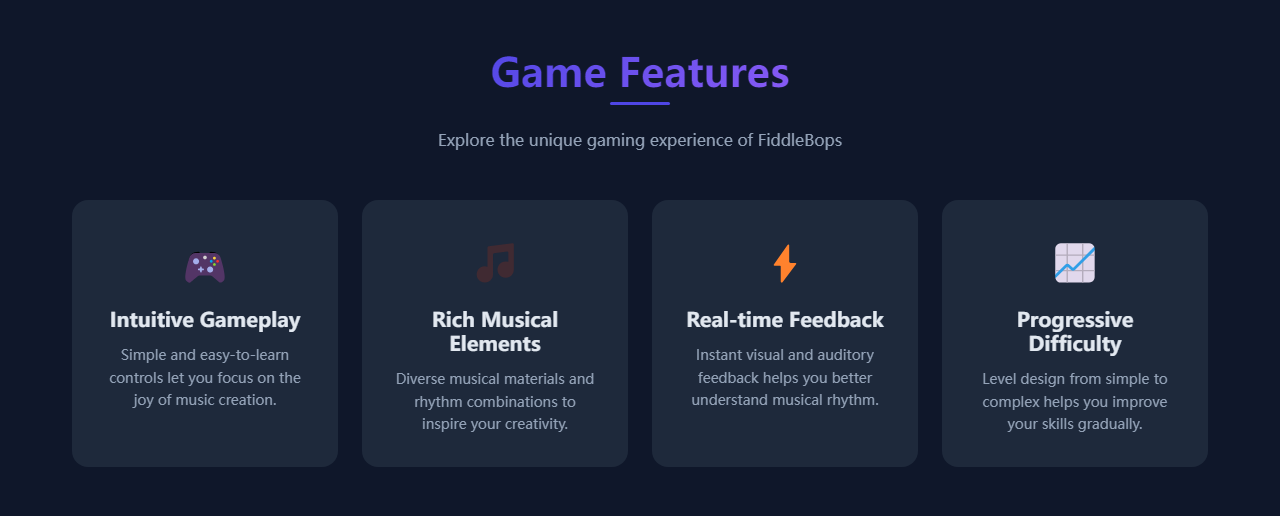 Game Features
Explore the unique gaming experience of FiddleBops
Intuitive Gameplay
Simple and easy-to-learn
controls let you focus on the
joy of music creation.
Rich Musical
Elements
Diverse musical materials and
rhythm combinations to
inspire your creativity.
Real-time Feedback
Instant visual and auditory
feedback helps you better
understand musical rhythm.
Progressive
Difficulty
Level design from simple to
complex helps you improve
your skills gradually.